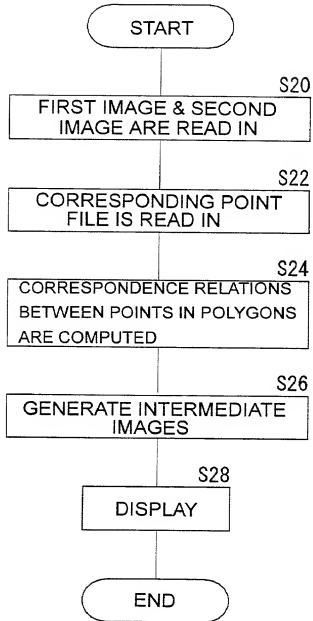 START
S20
FIRST IMAGE & SECOND
IMAGE ARE READ IN
S22
CORRESPONDING POINT
FILE IS READ IN
S24
CORRESPONDENCE RELATIONS
BETWEEN POINTS IN POLYGONS
ARE COMPUTED
S26
GENERATE INTERMEDIATE
IMAGES
S28
DISPLAY
END